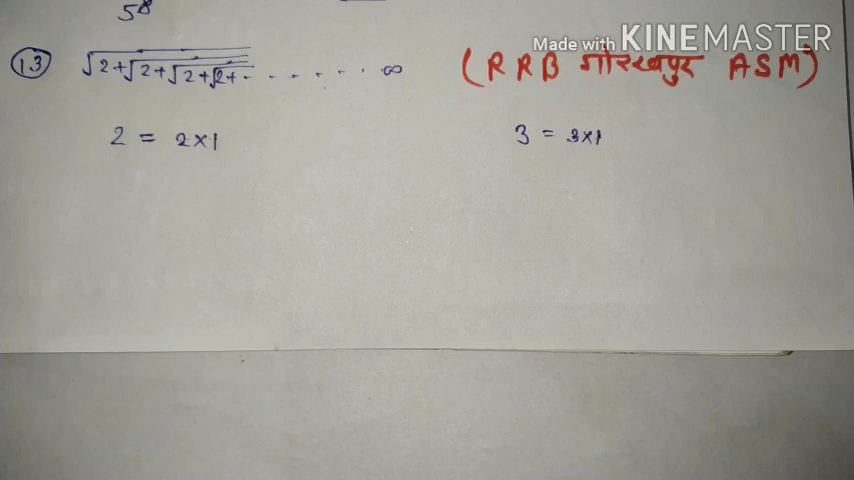 5⁸
Made with KINEMASTER
(13) √2+√2+√2+√2+........∞ (RRB गोरखपुर ASM)
2 = 2×1 3 = 3×1